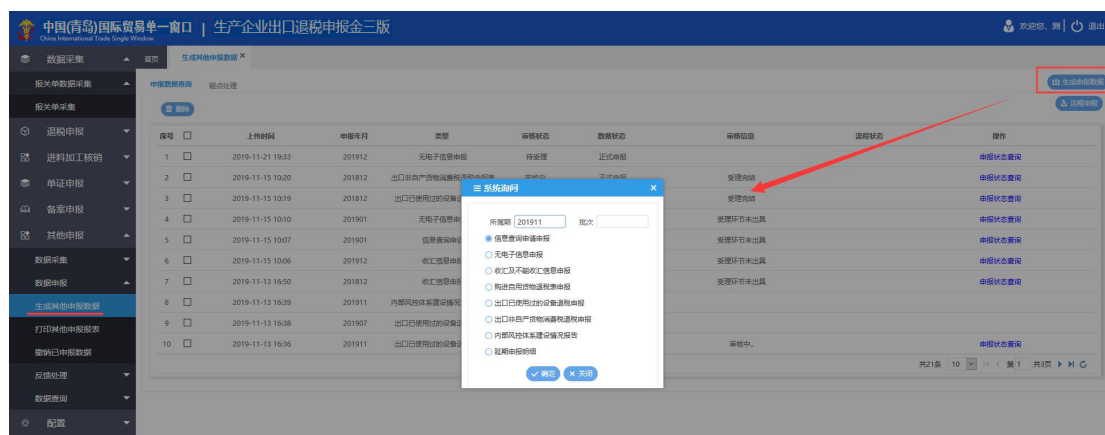 中国(青岛)国际贸易单一窗口 | 生产企业出口退税申报金三版
China International Trade Single Window
欢迎您，测 | 退出
数据采集
首页 生成其他申报数据 ×
报关单数据采集
申报数据查询 疑点处理
生成申报数据
报关单采集
删除
远程申报
退税申报
序号 上传时间 申报年月 类型 审核状态 数据状态 审核信息 流程状态 操作
进料加工核销
1 2019-11-21 19:33 201912 无电子信息申报 待受理 正式申报 申报状态查询
单证申报
2 2019-11-15 10:20 201812 出口非自产货物消费税退税申报表 审核中 正式申报 受理完结 申报状态查询
3 2019-11-15 10:19 201812 出口已使用过的设备 受理完结 申报状态查询
备案申报
4 2019-11-15 10:10 201901 无电子信息申 受理环节未出具 申报状态查询
其他申报
5 2019-11-15 10:07 201901 信息查询申 受理环节未出具 申报状态查询
数据采集
6 2019-11-15 10:06 201912 收汇信息申 受理环节未出具 申报状态查询
数据申报
7 2019-11-13 16:50 201812 出口已使用过的设备 受理环节未出具 申报状态查询
生成其他申报数据
8 2019-11-13 16:39 201911 内部风控体系建设情况
打印其他申报报表
9 2019-11-13 16:38 201907 出口已使用过的设备
10 2019-11-13 16:36 201911 出口已使用过的设备 审核中。 申报状态查询
撤销已申报数据
共21条 10 第 1 共3页
反馈处理
数据查询
配置
系统询问 ×
所属期 201911 批次
信息查询申请申报
无电子信息申报
收汇及不能收汇信息申报
购进自用货物退税表申报
出口已使用过的设备退税申报
出口非自产货物消费税退税申报
内部风控体系建设情况报告
延期申报明细
确定 × 关闭